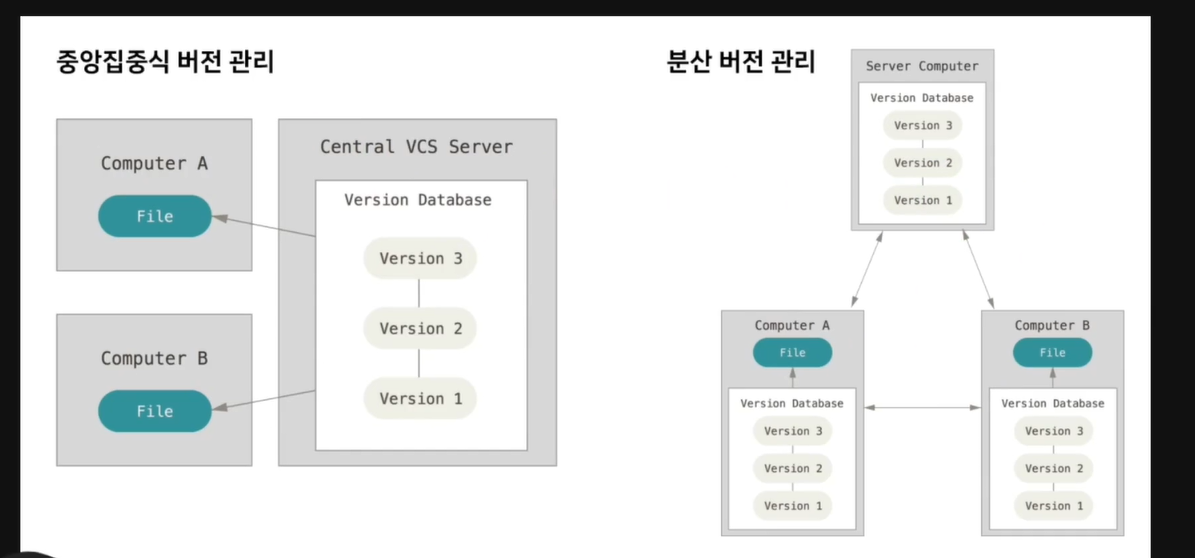 중앙집중식 버전 관리
Computer A
File
Computer B
File
Central VCS Server
Version Database
Version 3
Version 2
Version 1
분산 버전 관리
Server Computer
Version Database
Version 3
Version 2
Version 1
Computer A
File
Version Database
Version 3
Version 2
Version 1
Computer B
File
Version Database
Version 3
Version 2
Version 1